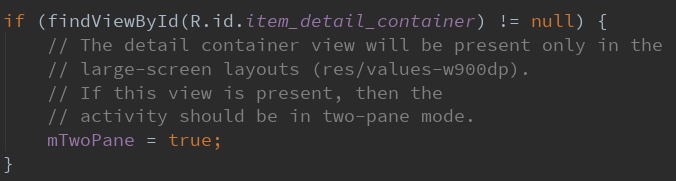 if (findViewById(R.id.item_detail_container) != null) {
    // The detail container view will be present only in the
    // large-screen layouts (res/values-w900dp).
    // If this view is present, then the
    // activity should be in two-pane mode.
    mTwoPane = true;
}